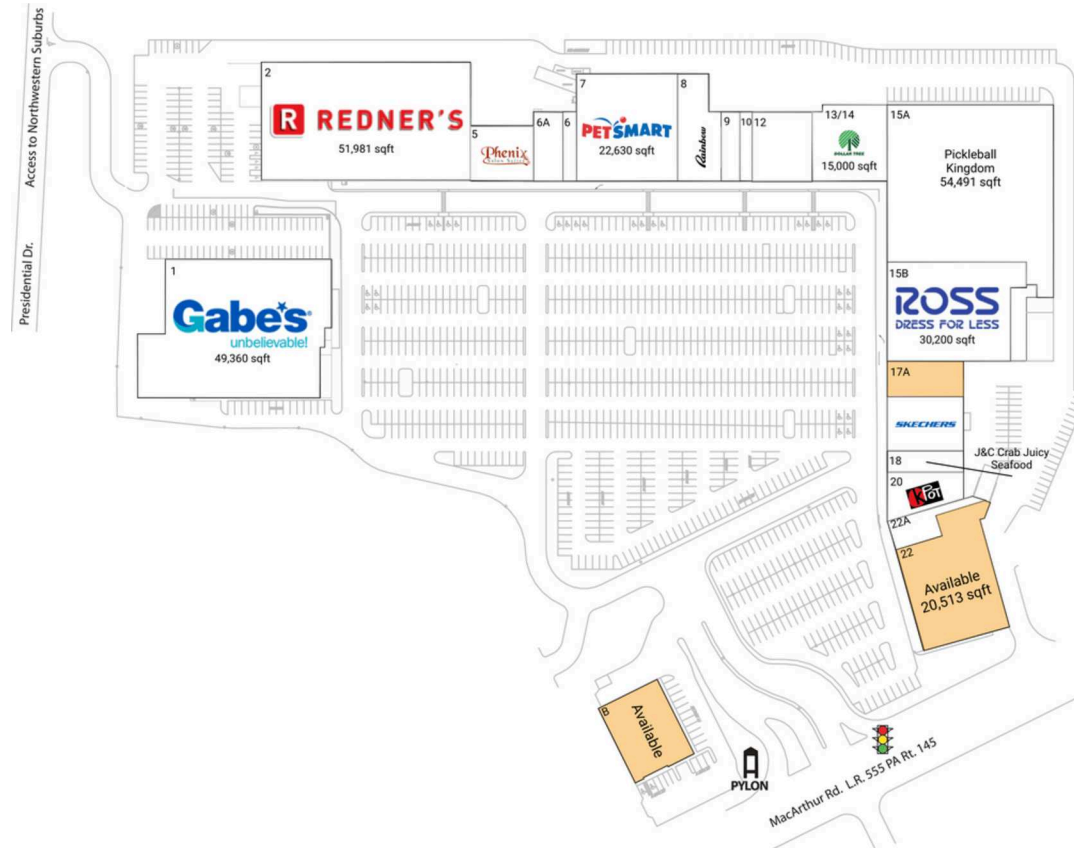 Presidential Dr. Access to Northwestern Suburbs
2
R REDNER'S
51,981 sqft
5
Phenix
Salon Suites
6A
6
7
PETSMART
22,630 sqft
8
Rainbow
9
10
12
13/14
DOLLAR TREE
15,000 sqft
15A
Pickleball
Kingdom
54,491 sqft
1
Gabe's
unbelievable!
49,360 sqft
15B
ROSS
DRESS FOR LESS
30,200 sqft
17A
SKECHERS
18
J&C Crab Juicy
Seafood
20
KPOT
22A
22
Available
20,513 sqft
B
Available
PYLON
MacArthur Rd. L.R. 555 PA Rt. 145